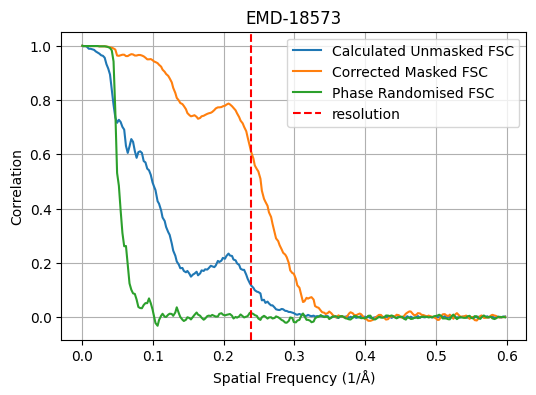 EMD-18573
Calculated Unmasked FSC
Corrected Masked FSC
Phase Randomised FSC
resolution
Correlation
1.0
0.8
0.6
0.4
0.2
0.0
0.0 0.1 0.2 0.3 0.4 0.5 0.6
Spatial Frequency (1/Å)